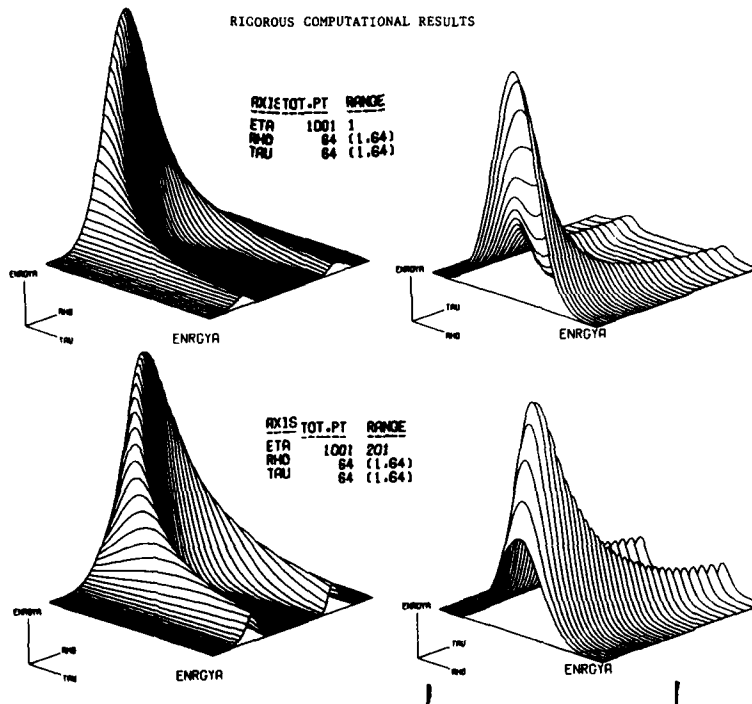 RIGOROUS COMPUTATIONAL RESULTS
AXIS TOT.PT RANGE
ETA 1001 1
RHO 64 (1.64)
TAU 64 (1.64)
ENRGYA
RHO
TAU
ENRGYA
ENRGYA
TAU
RHO
ENRGYA
AXIS TOT.PT RANGE
ETA 1001 201
RHO 64 (1.64)
TAU 64 (1.64)
ENRGYA
RHO
TAU
ENRGYA
ENRGYA
TAU
RHO
ENRGYA